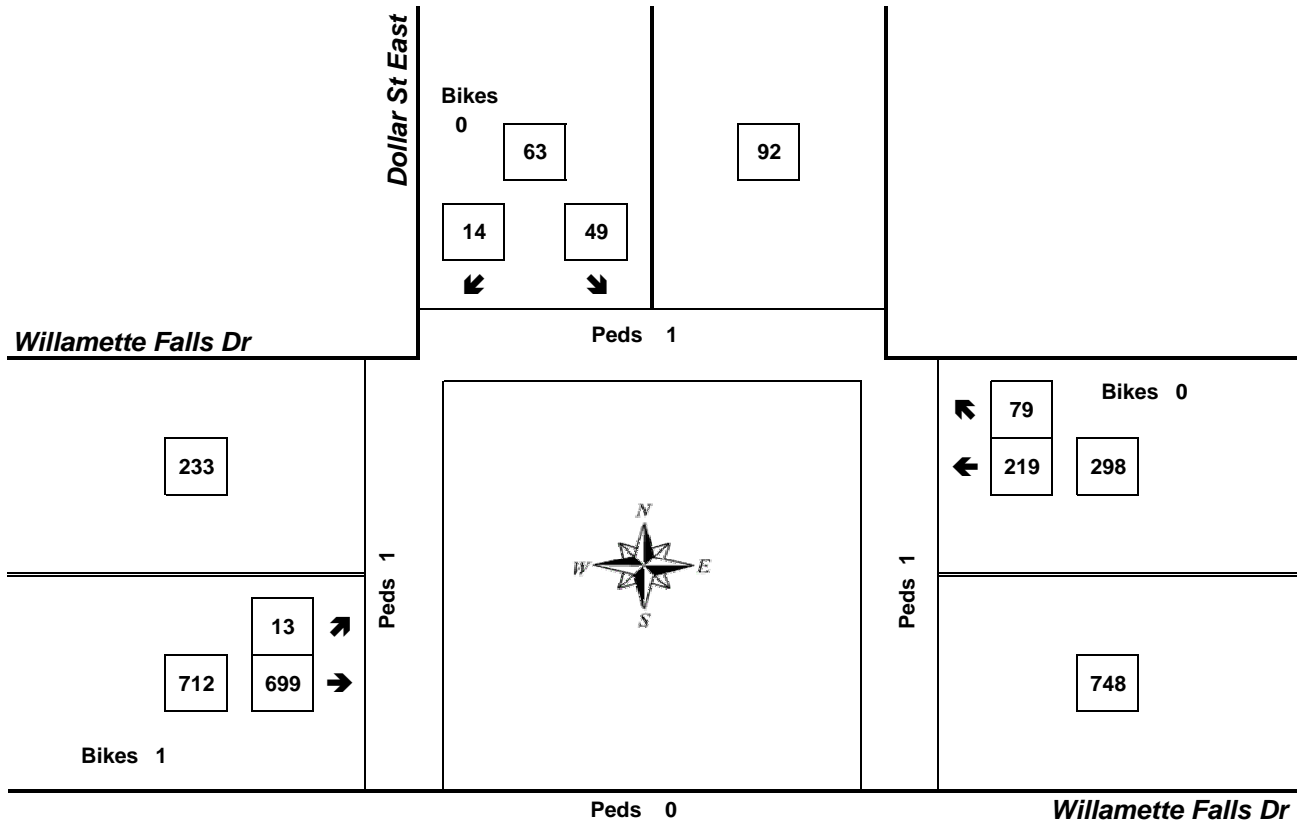 Dollar St East
Bikes
0
63
92
14
49
Willamette Falls Dr
Peds 1
79
Bikes 0
233
219
298
N
W
E
S
Peds 1
Peds 1
13
712
699
748
Bikes 1
Peds 0
Willamette Falls Dr